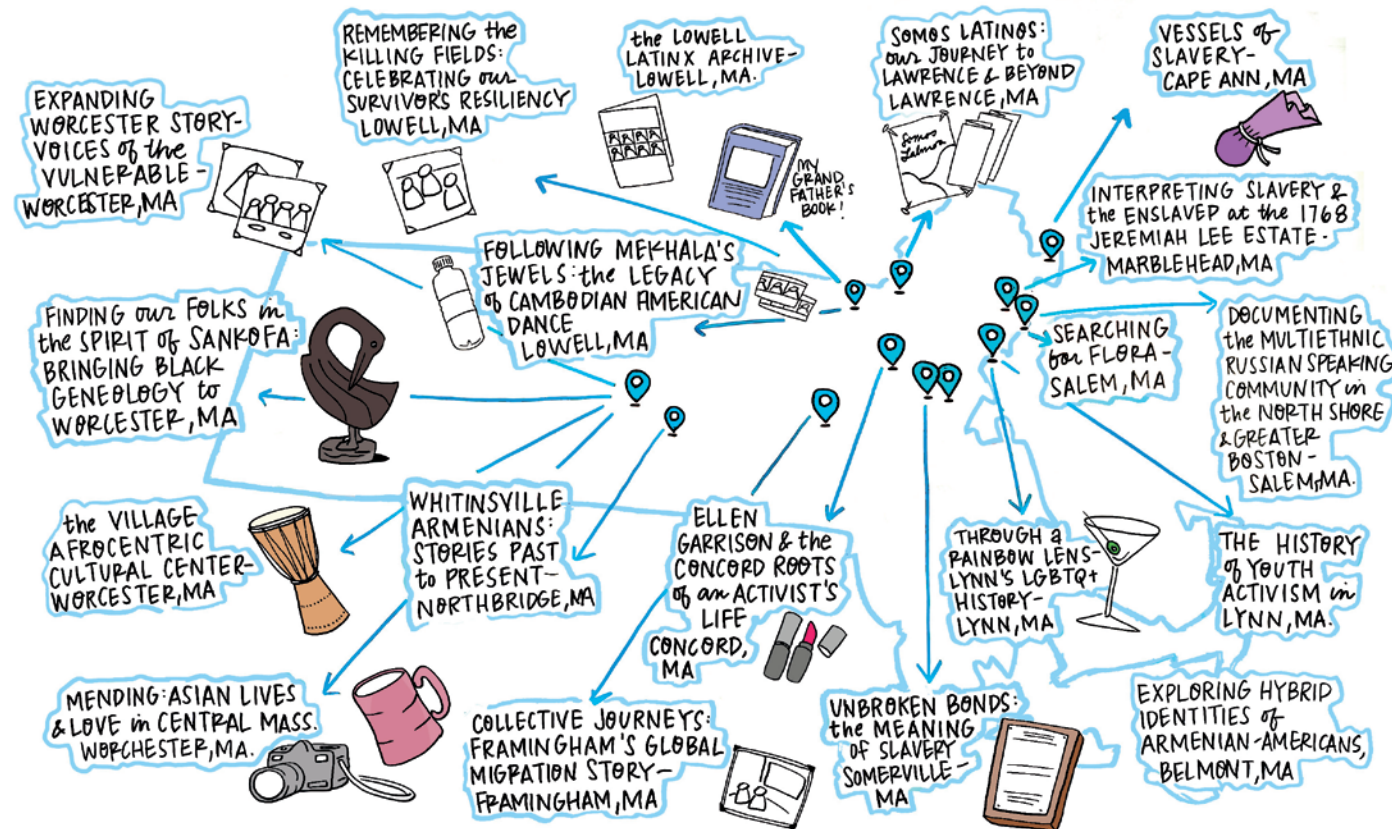 EXPANDING
WORCESTER STORY-
VOICES of the
VULNERABLE-
WORCESTER, MA
REMEMBERING the
KILLING FIELDS:
CELEBRATING our
SURVIVOR'S RESILIENCY
LOWELL, MA
the LOWELL
LATINX ARCHIVE-
LOWELL, MA.
MY
GRAND
FATHER'S
BOOK!
SOMOS LATINOS:
our JOURNEY to
LAWRENCE & BEYOND
LAWRENCE, MA
Somos
Latinos
VESSELS of
SLAVERY-
CAPE ANN, MA
INTERPRETING SLAVERY &
the ENSLAVED at the 1768
JEREMIAH LEE ESTATE-
MARBLEHEAD, MA
FOLLOWING MEKHALA'S
JEWELS: the LEGACY
of CAMBODIAN AMERICAN
DANCE
LOWELL, MA
FINDING our FOLKS in
the SPIRIT of SANKOFA:
BRINGING BLACK
GENEOLOGY to
WORCESTER, MA
SEARCHING
for FLORA-
SALEM, MA
DOCUMENTING
the MULTIETHNIC
RUSSIAN SPEAKING
COMMUNITY in
the NORTH SHORE
& GREATER
BOSTON-
SALEM, MA.
the VILLAGE
AFROCENTRIC
CULTURAL CENTER-
WORCESTER, MA
WHITINSVILLE
ARMENIANS:
STORIES PAST
to PRESENT-
NORTHBRIDGE, MA
ELLEN
GARRISON & the
CONCORD ROOTS
of an ACTIVIST'S
LIFE
CONCORD,
MA
THROUGH a
RAINBOW LENS-
LYNN'S LGBTQ+
HISTORY-
LYNN, MA
THE HISTORY
of YOUTH
ACTIVISM in
LYNN, MA.
MENDING: ASIAN LIVES
& LOVE in CENTRAL MASS.
WORCHESTER, MA.
COLLECTIVE JOURNEYS:
FRAMINGHAM'S GLOBAL
MIGRATION STORY-
FRAMINGHAM, MA
UNBROKEN BONDS:
the MEANING
OF SLAVERY
SOMERVILLE-
MA
EXPLORING HYBRID
IDENTITIES of
ARMENIAN-AMERICANS,
BELMONT, MA